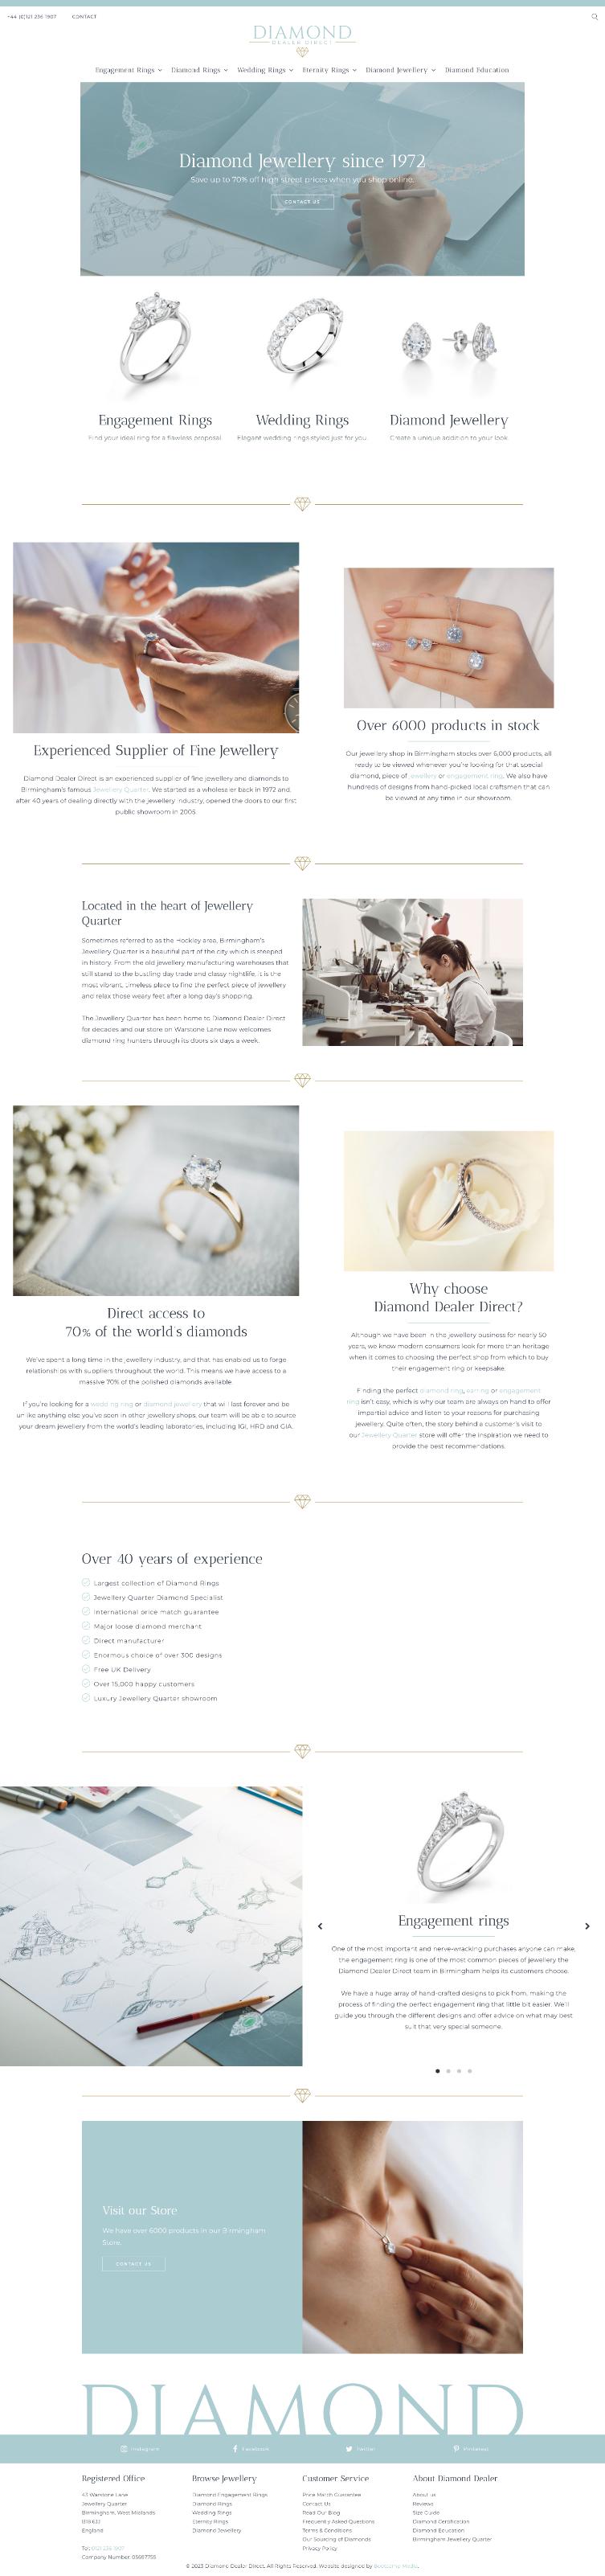 CONTACT
DIAMOND
DEALER DIRECT
Engagement Rings Diamond Rings Wedding Rings Eternity Rings Diamond Jewellery Diamond Education
Diamond Jewellery since 1972
Save up to 70% off high street prices when you shop online.
CONTACT US
Engagement Rings
Find your ideal ring for a flawless proposal
Wedding Rings
Elegant wedding rings styled just for you
Diamond Jewellery
Create a unique addition to your look
Experienced Supplier of Fine Jewellery
Diamond Dealer Direct is an experienced supplier of fine jewellery and diamonds to
Birmingham's famous Jewellery Quarter. We started as a wholesaler back in 1972 and,
after 40 years of dealing directly with the jewellery industry, opened the doors to our first
public showroom in 2005.
Over 6000 products in stock
Our jewellery shop in Birmingham stocks over 6,000 products, all
ready to be viewed whenever you're looking for that special
diamond, piece of jewellery or engagement ring. We also have
hundreds of designs from hand-picked local craftsmen that can
be viewed at any time in our showroom.
Located in the heart of Jewellery
Quarter
Sometimes referred to as the Hockley area, Birmingham's
Jewellery Quarter is a beautiful part of the city which is steeped
in history. From the old jewellery manufacturing warehouses that
still stand to the bustling day trade and classy nightlife, it is the
most vibrant, timeless place to find the perfect piece of jewellery
and relax those weary feet after a long day's shopping.
The Jewellery Quarter has been home to Diamond Dealer Direct
for decades and our store on Warstone Lane now welcomes
diamond ring hunters through its doors six days a week.
Direct access to
70% of the world's diamonds
We've spent a long time in the jewellery industry, and that has enabled us to forge
relationships with suppliers throughout the world. This means we have access to a
massive 70% of the polished diamonds available.
If you're looking for a wedding ring or diamond jewellery that will last forever and be
unlike anything else you've seen in other jewellery shops, our team will be able to source
your dream jewellery from the world's leading laboratories, including IGI, HRD and GIA.
Why choose
Diamond Dealer Direct?
Although we have been in the jewellery business for nearly 50
years, we know modern consumers look for more than heritage
when it comes to choosing the perfect shop from which to buy
their engagement ring or keepsake.
Finding the perfect diamond ring, earring or engagement
ring isn't easy, which is why our team are always on hand to offer
impartial advice and listen to your reasons for purchasing
jewellery. Quite often, the story behind a customer's visit to
our Jewellery Quarter store will offer the inspiration we need to
provide the best recommendations.
Over 40 years of experience
Largest collection of Diamond Rings
Jewellery Quarter Diamond Specialist
International price match guarantee
Major loose diamond merchant
Direct manufacturer
Enormous choice of over 300 designs
Free UK Delivery
Over 15,000 happy customers
Luxury Jewellery Quarter showroom
Engagement rings
One of the most important and nerve-wracking purchases anyone can make,
the engagement ring is one of the most common pieces of jewellery the
Diamond Dealer Direct team in Birmingham helps its customers choose.
We have a huge array of hand-crafted designs to pick from, making the
process of finding the perfect engagement ring that little bit easier. We'll
guide you through the different designs and offer advice on what may best
suit that very special someone.
Visit our Store
We have over 6000 products in our Birmingham
Store.
CONTACT US
DIAMOND
Instagram Facebook Twitter Pinterest
Registered Office
Warstone Lane
Jewellery Quarter
Birmingham, West Midlands
England
Company Number
Browse Jewellery
Diamond Engagement Rings
Diamond Rings
Wedding Rings
Eternity Rings
Diamond Jewellery
Customer Service
Price Match Guarantee
Contact Us
Read Our Blog
Frequently Asked Questions
Terms & Conditions
Our Sourcing of Diamonds
Privacy Policy
About Diamond Dealer
About us
Reviews
Size Guide
Diamond Certification
Diamond Education
Birmingham Jewellery Quarter
© 2023 Diamond Dealer Direct. All Rights Reserved. Website designed by